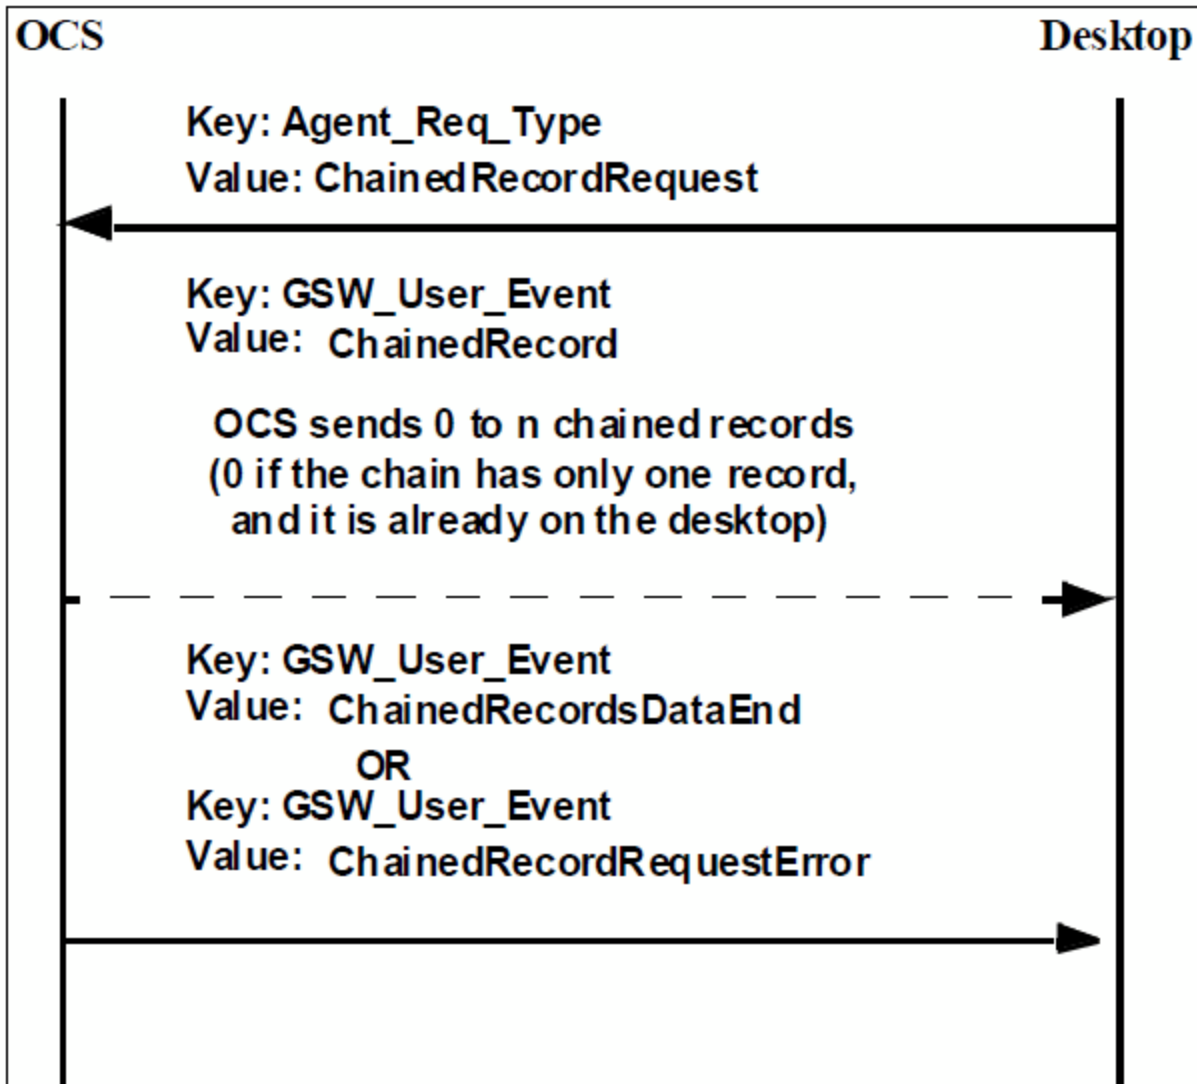 OCS
Desktop
Key: Agent_Req_Type
Value: ChainedRecordRequest
Key: GSW_User_Event
Value: ChainedRecord
OCS sends 0 to n chained records
(0 if the chain has only one record,
and it is already on the desktop)
Key: GSW_User_Event
Value: ChainedRecordsDataEnd
OR
Key: GSW_User_Event
Value: ChainedRecordRequestError